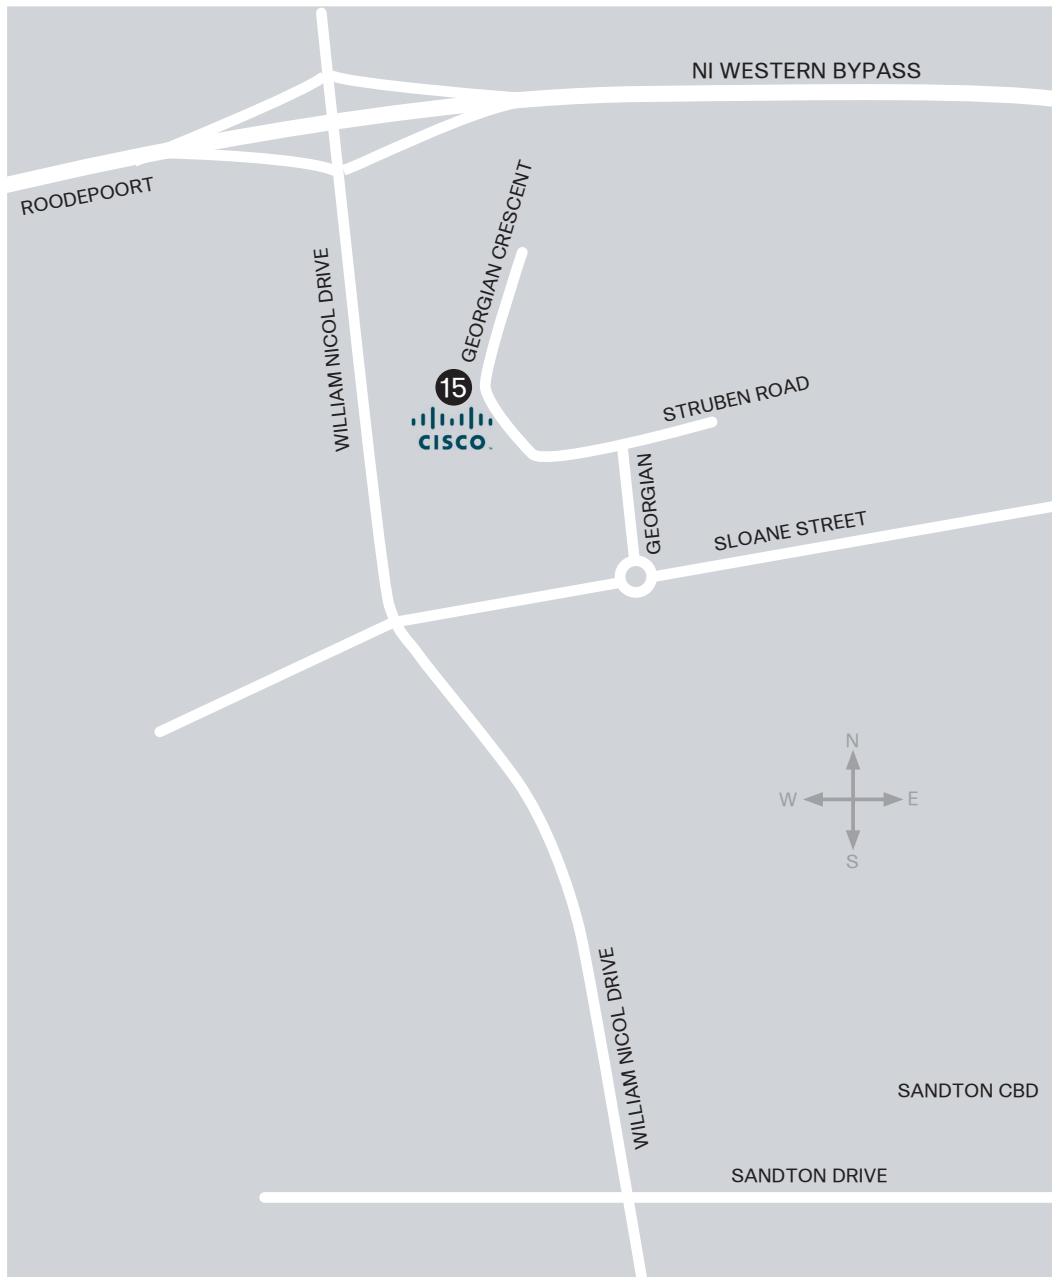 NI WESTERN BYPASS
ROODEPOORT
GEORGIAN CRESCENT
WILLIAM NICOL DRIVE
15
CISCO™
STRUBEN ROAD
GEORGIAN
SLOANE STREET
N
W
E
S
WILLIAM NICOL DRIVE
SANDTON CBD
SANDTON DRIVE